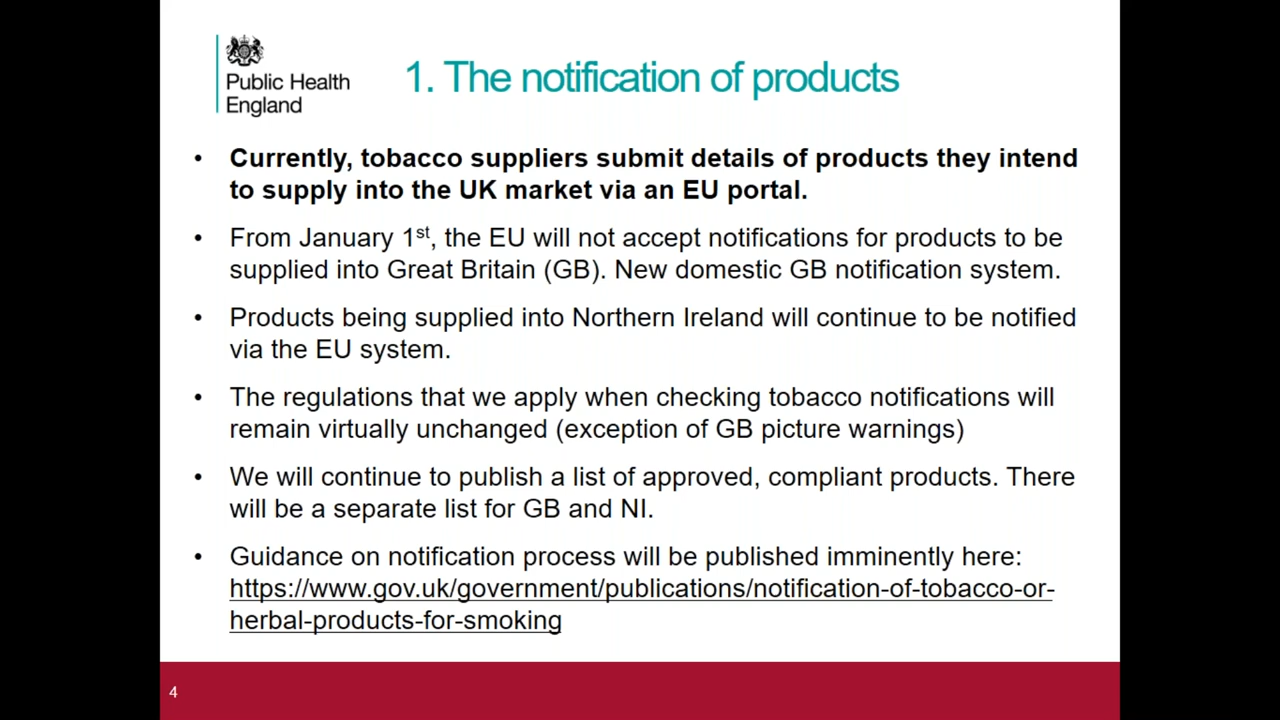 Public Health
England
1. The notification of products
• Currently, tobacco suppliers submit details of products they intend
to supply into the UK market via an EU portal.
• From January 1st, the EU will not accept notifications for products to be
supplied into Great Britain (GB). New domestic GB notification system.
• Products being supplied into Northern Ireland will continue to be notified
via the EU system.
• The regulations that we apply when checking tobacco notifications will
remain virtually unchanged (exception of GB picture warnings)
• We will continue to publish a list of approved, compliant products. There
will be a separate list for GB and NI.
• Guidance on notification process will be published imminently here:
https://www.gov.uk/government/publications/notification-of-tobacco-or-
herbal-products-for-smoking
4